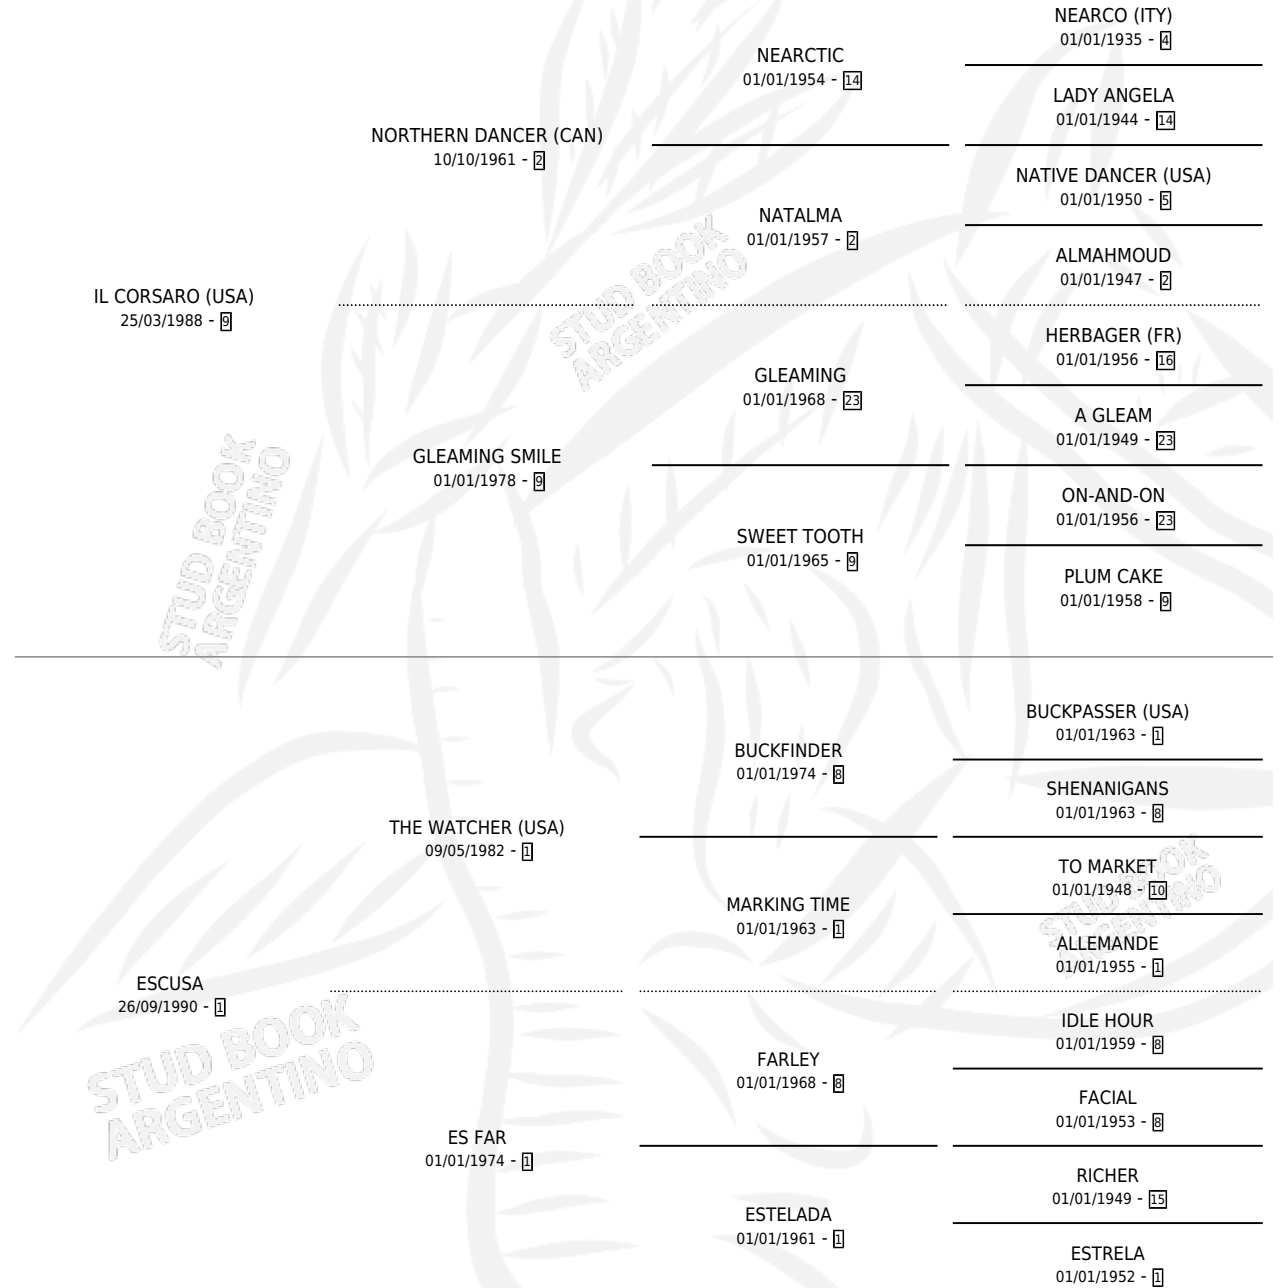 NEARCO (ITY)
01/01/1935 - 4
NEARCTIC
01/01/1954 - 14
LADY ANGELA
01/01/1944 - 14
NORTHERN DANCER (CAN)
10/10/1961 - 2
NATIVE DANCER (USA)
01/01/1950 - 5
NATALMA
01/01/1957 - 2
ALMAHMOUD
01/01/1947 - 2
IL CORSARO (USA)
25/03/1988 - 9
STUD BOOK
ARGENTINO
HERBAGER (FR)
01/01/1956 - 16
GLEAMING
01/01/1968 - 23
A GLEAM
01/01/1949 - 23
GLEAMING SMILE
01/01/1978 - 9
ON-AND-ON
01/01/1956 - 23
SWEET TOOTH
01/01/1965 - 9
PLUM CAKE
01/01/1958 - 9
STUD BOOK
ARGENTINO
BUCKPASSER (USA)
01/01/1963 - 1
BUCKFINDER
01/01/1974 - 8
SHENANIGANS
01/01/1963 - 8
THE WATCHER (USA)
09/05/1982 - 1
TO MARKET
01/01/1948 - 10
MARKING TIME
01/01/1963 - 1
ALLEMANDE
01/01/1955 - 1
STUD BOOK
ARGENTINO
ESCUSA
26/09/1990 - 1
IDLE HOUR
01/01/1959 - 8
FARLEY
01/01/1968 - 8
FACIAL
01/01/1953 - 8
STUD BOOK
ARGENTINO
ES FAR
01/01/1974 - 1
RICHER
01/01/1949 - 15
ESTELADA
01/01/1961 - 1
ESTRELA
01/01/1952 - 1